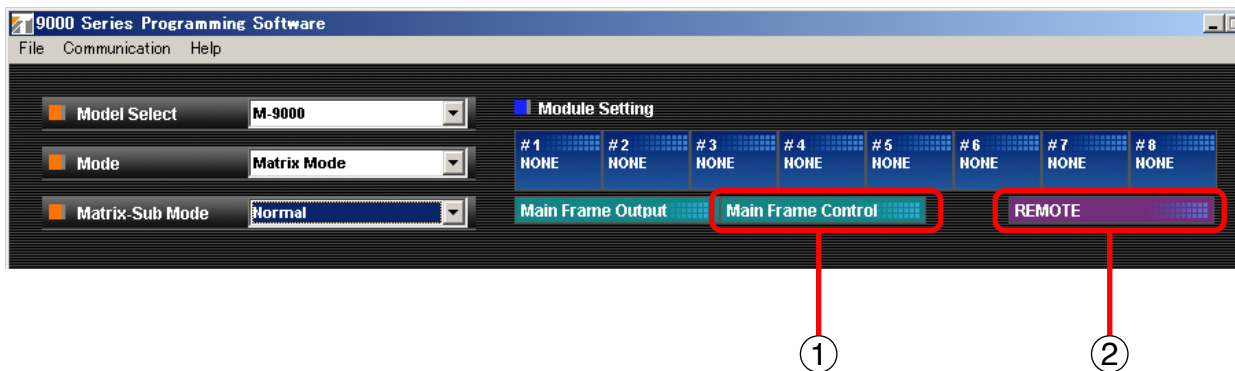 9000 Series Programming Software
File Communication Help
Model Select M-9000
Mode Matrix Mode
Matrix-Sub Mode Normal
Module Setting
#1 #2 #3 #4 #5 #6 #7 #8
NONE NONE NONE NONE NONE NONE NONE NONE
Main Frame Output Main Frame Control REMOTE
1 2